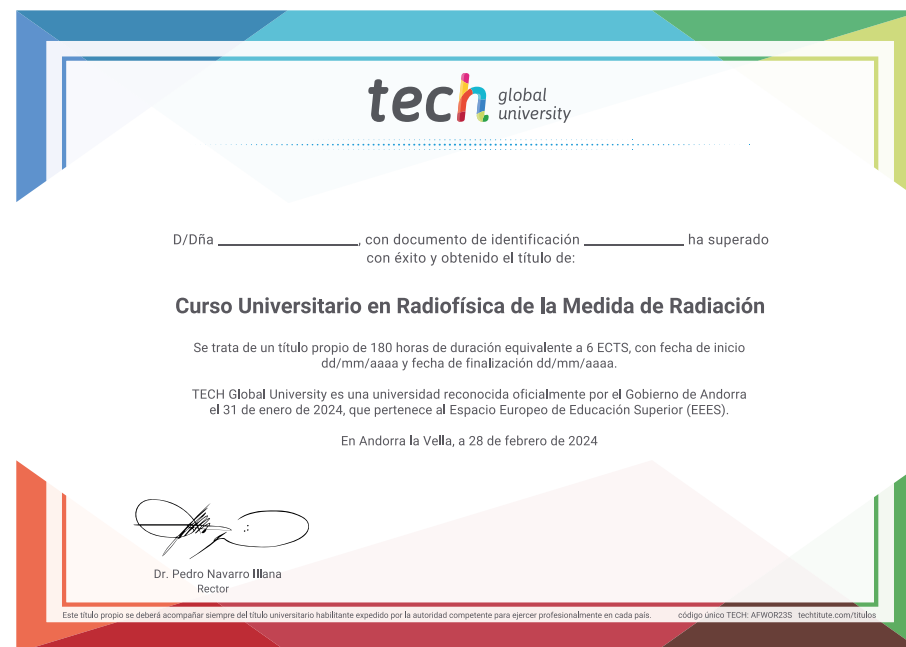 tech global university
D/Dña ____________, con documento de identificación ____________ ha superado
con éxito y obtenido el título de:
Curso Universitario en Radiofísica de la Medida de Radiación
Se trata de un título propio de 180 horas de duración equivalente a 6 ECTS, con fecha de inicio
dd/mm/aaaa y fecha de finalización dd/mm/aaaa.
TECH Global University es una universidad reconocida oficialmente por el Gobierno de Andorra
el 31 de enero de 2024, que pertenece al Espacio Europeo de Educación Superior (EEES).
En Andorra la Vella, a 28 de febrero de 2024
Dr. Pedro Navarro Illana
Rector
Este título propio se deberá acompañar siempre del título universitario habilitante expedido por la autoridad competente para ejercer profesionalmente en cada país. código único TECH: AFWOR23S techtitute.com/titulos